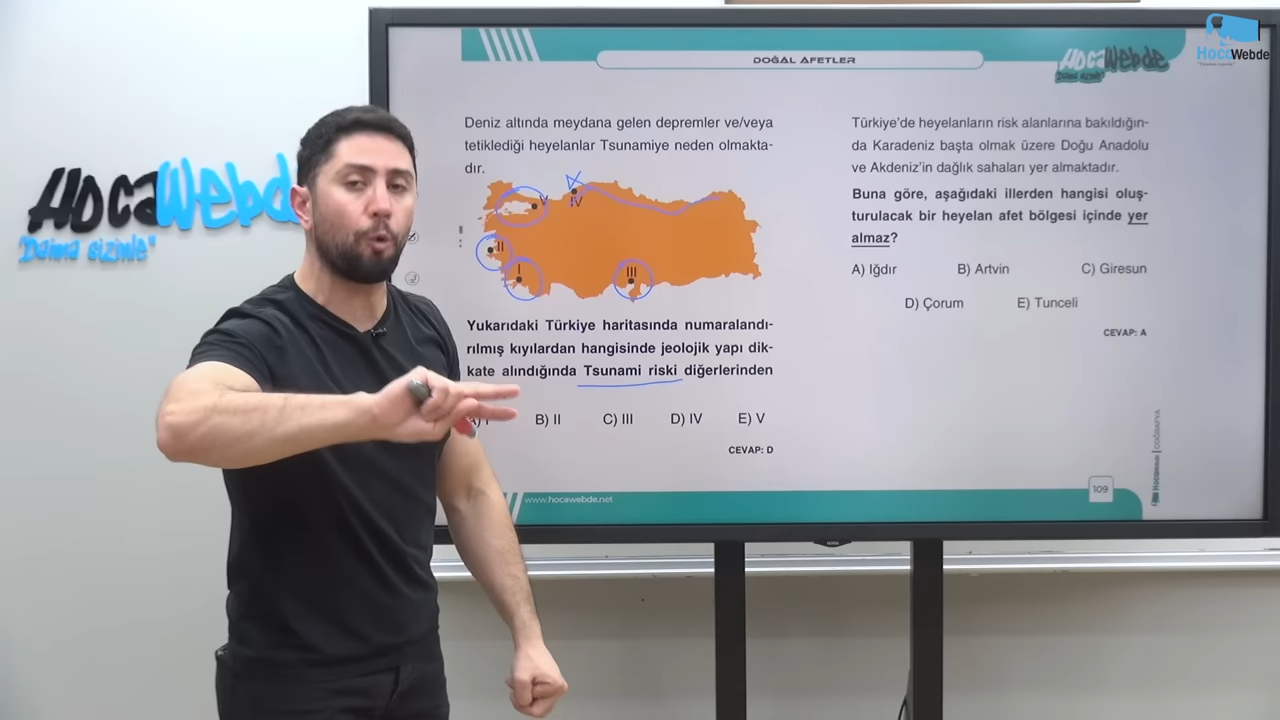 HocaWebde
"Daima sizinle"
DOĞAL AFETLER
HocaWebde
"Daima sizinle"
HocaWebde
Deniz altında meydana gelen depremler ve/veya
tetiklediği heyelanlar Tsunamiye neden olmakta-
dır.
V
IV
II
I
III
Yukarıdaki Türkiye haritasında numaralandı-
rılmış kıyılardan hangisinde jeolojik yapı dik-
kate alındığında Tsunami riski diğerlerinden
A) I
B) II
C) III
D) IV
E) V
CEVAP: D
Türkiye'de heyelanların risk alanlarına bakıldığın-
da Karadeniz başta olmak üzere Doğu Anadolu
ve Akdeniz'in dağlık sahaları yer almaktadır.
Buna göre, aşağıdaki illerden hangisi oluş-
turulacak bir heyelan afet bölgesi içinde yer
almaz?
A) Iğdır
B) Artvin
C) Giresun
D) Çorum
E) Tunceli
CEVAP: A
HocaWebde | COĞRAFYA
www.hocawebde.net
109